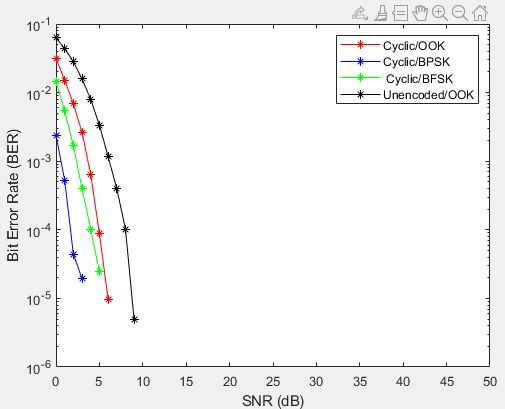 Cyclic/OOK
Cyclic/BPSK
Cyclic/BFSK
Unencoded/OOK
Bit Error Rate (BER)
10-1
10-2
10-3
10-4
10-5
10-6
0 5 10 15 20 25 30 35 40 45 50
SNR (dB)